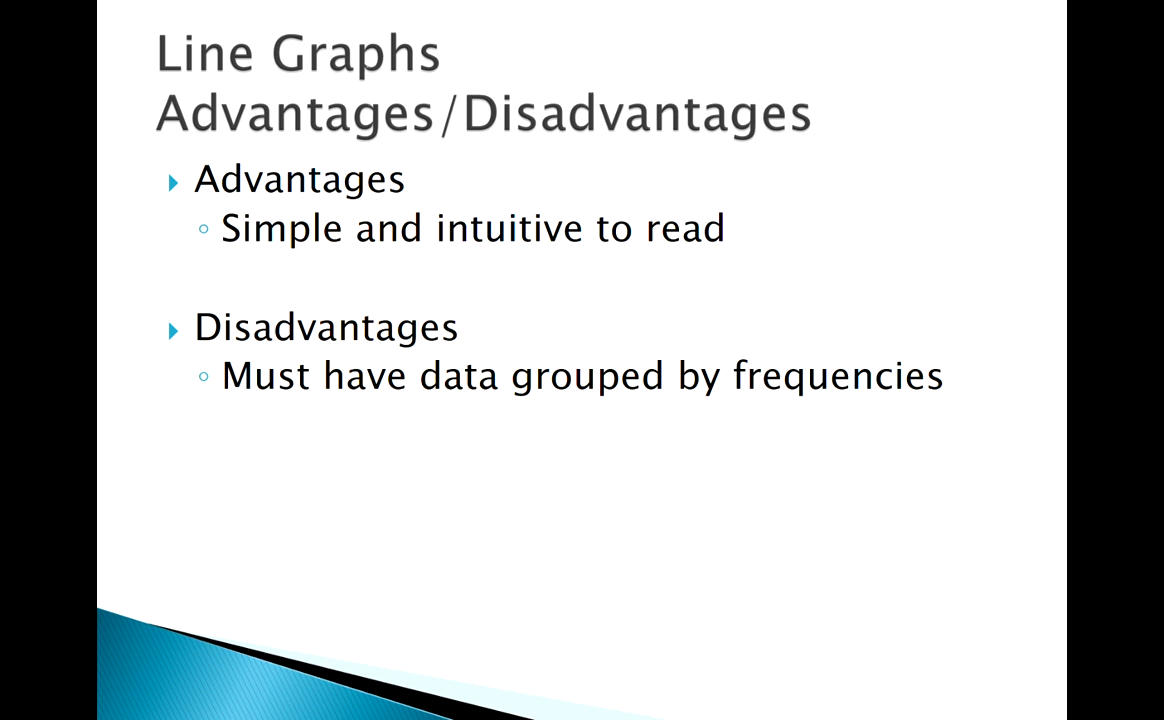 Line Graphs
Advantages/Disadvantages
Advantages
Simple and intuitive to read
Disadvantages
Must have data grouped by frequencies